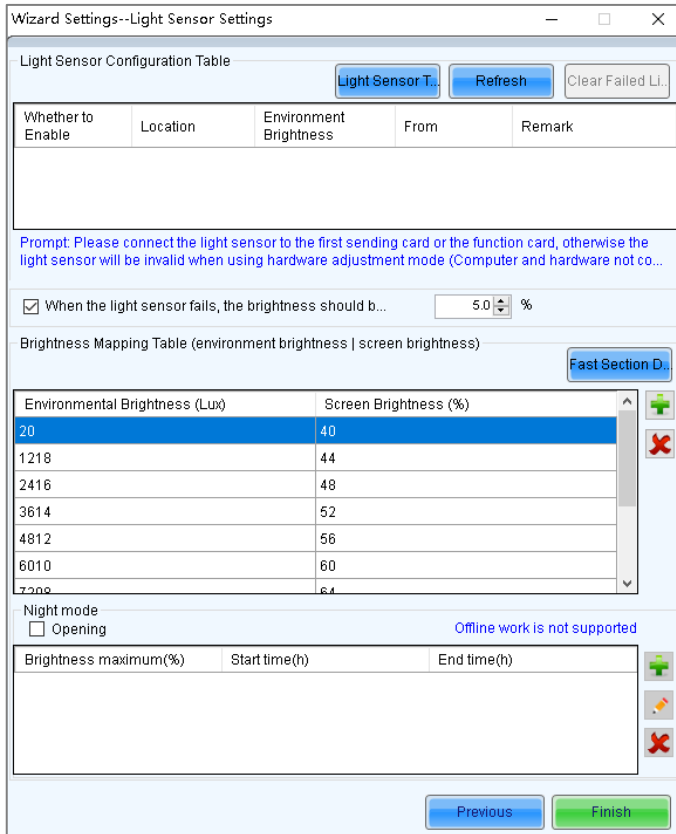 Wizard Settings--Light Sensor Settings
Light Sensor Configuration Table
Light Sensor T..
Refresh
Clear Failed Li..
Whether to Enable
Location
Environment Brightness
From
Remark
Prompt: Please connect the light sensor to the first sending card or the function card, otherwise the
light sensor will be invalid when using hardware adjustment mode (Computer and hardware not co...
When the light sensor fails, the brightness should b...
5.0
%
Brightness Mapping Table (environment brightness | screen brightness)
Fast Section D..
Environmental Brightness (Lux)
Screen Brightness (%)
20 40
1218 44
2416 48
3614 52
4812 56
6010 60
7208 64
Night mode
Opening
Offline work is not supported
Brightness maximum(%)
Start time(h)
End time(h)
Previous
Finish